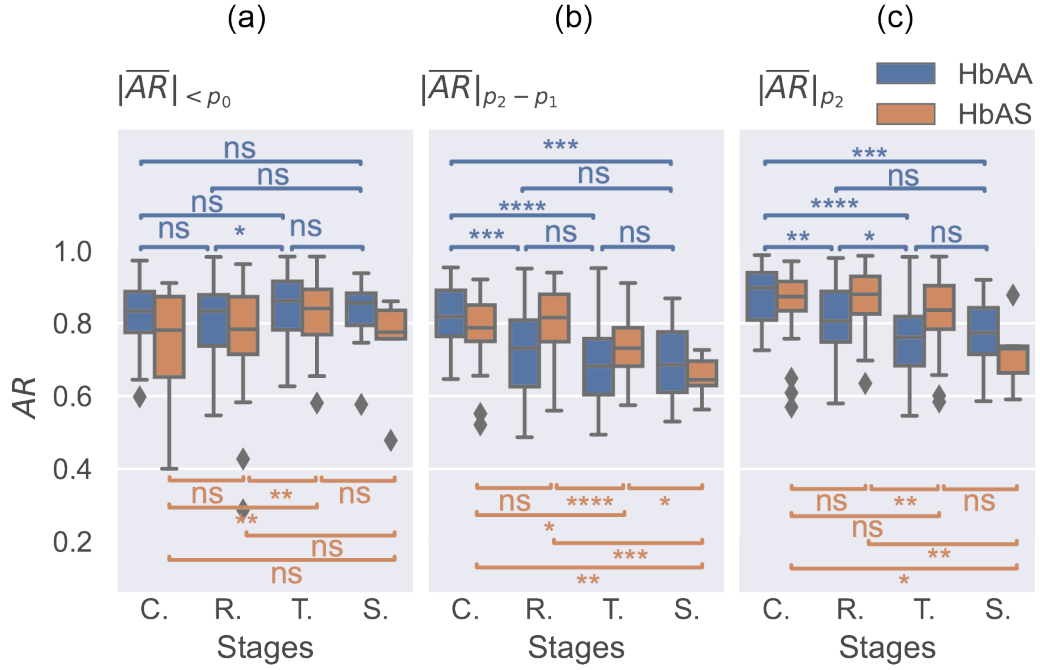 (a) (b) (c)
|AR| < p0 |AR| p2 − p1 |AR| p2
HbAA
HbAS
ns *** ***
ns ns ns
ns **** ****
ns * ns *** ns ns ** * ns
1.0
0.8
0.6
0.4
0.2
AR
ns ** ns ns **** * ns ** ns
** * ns
ns *** **
ns ** *
C. R. T. S. C. R. T. S. C. R. T. S.
Stages Stages Stages